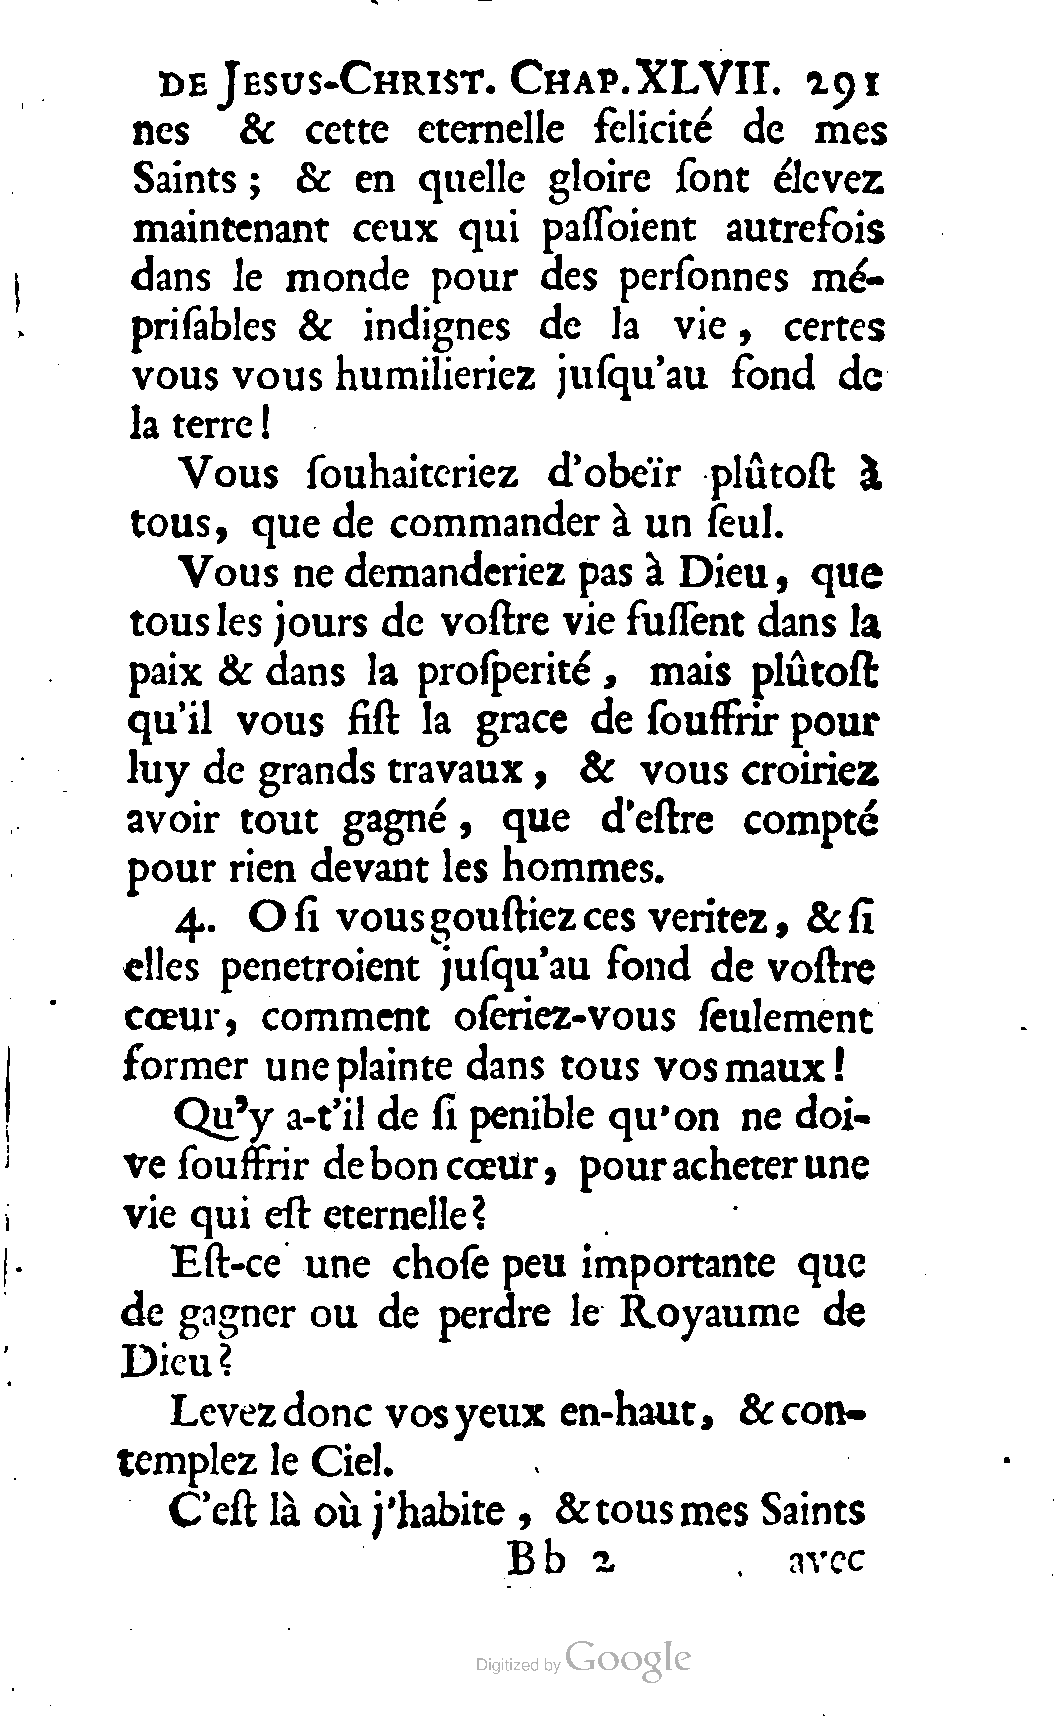 DE JESUS-CHRIST. CHAP. XLVII. 291
nes & cette eternelle felicité de mes
Saints ; & en quelle gloire ſont élevez
maintenant ceux qui paſſoient autrefois
dans le monde pour des perſonnes mé-
priſables & indignes de la vie , certes
vous vous humilieriez juſqu'au fond de
la terre !
Vous ſouhaiteriez d'obeïr plûtoſt à
tous, que de commander à un ſeul.
Vous ne demanderiez pas à Dieu, que
tous les jours de voſtre vie fuſſent dans la
paix & dans la proſperité , mais plûtoſt
qu'il vous fiſt la grace de ſouffrir pour
luy de grands travaux , & vous croiriez
avoir tout gagné , que d'eſtre compté
pour rien devant les hommes.
4. O ſi vous gouſtiez ces veritez, & ſi
elles penetroient juſqu'au fond de voſtre
cœur, comment oſeriez-vous ſeulement
former une plainte dans tous vos maux !
Qu'y a-t'il de ſi penible qu'on ne doi-
ve ſouffrir de bon cœur, pour acheter une
vie qui eſt eternelle?
Eſt-ce une choſe peu importante que
de gagner ou de perdre le Royaume de
Dieu?
Levez donc vos yeux en-haut, & con-
templez le Ciel.
C'eſt là où j'habite , & tous mes Saints
Bb 2 avec
Digitized by Google